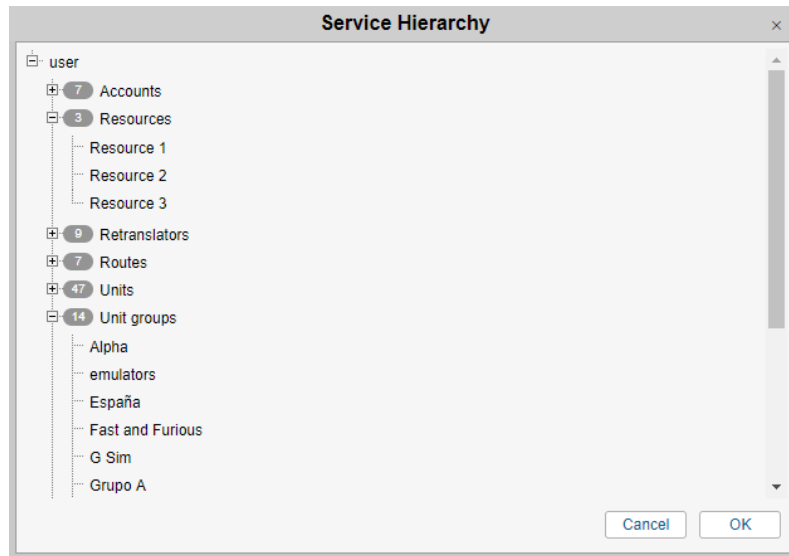 Service Hierarchy ×
user
7 Accounts
3 Resources
Resource 1
Resource 2
Resource 3
9 Retranslators
7 Routes
47 Units
14 Unit groups
Alpha
emulators
España
Fast and Furious
G Sim
Grupo A
Cancel OK